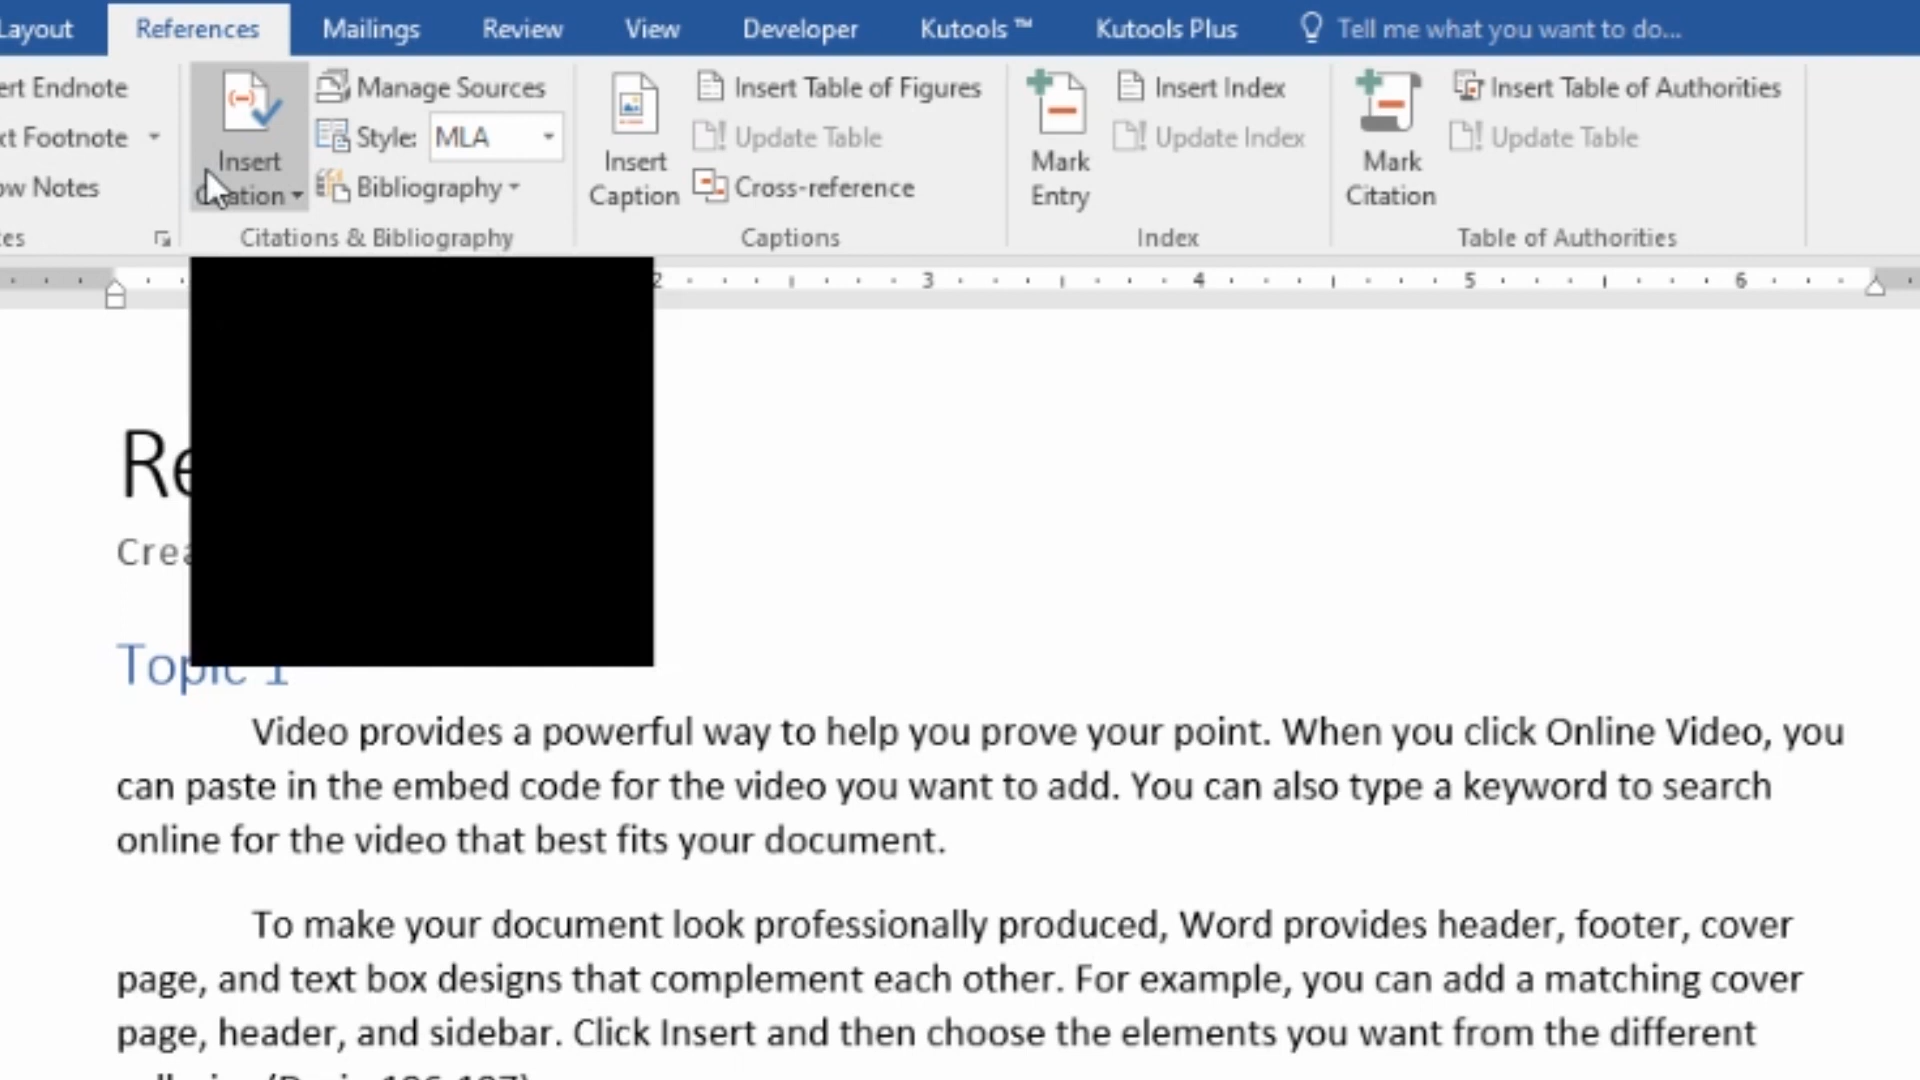 Layout References Mailings Review View Developer Kutools ™ Kutools Plus Tell me what you want to do...
ert Endnote Manage Sources Insert Table of Figures Insert Index Insert Table of Authorities
xt Footnote Style: MLA Update Table Update Index Update Table
Insert Insert Mark Mark
ow Notes Citation Bibliography Caption Cross-reference Entry Citation
es Citations & Bibliography Captions Index Table of Authorities
2 3 4 5 6
Re
Crea
Topic 1
Video provides a powerful way to help you prove your point. When you click Online Video, you
can paste in the embed code for the video you want to add. You can also type a keyword to search
online for the video that best fits your document.
To make your document look professionally produced, Word provides header, footer, cover
page, and text box designs that complement each other. For example, you can add a matching cover
page, header, and sidebar. Click Insert and then choose the elements you want from the different